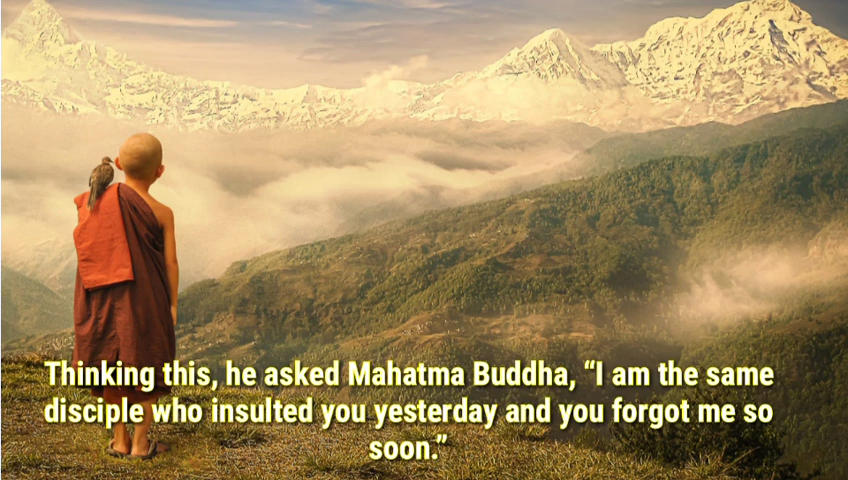 Thinking this, he asked Mahatma Buddha, “I am the same
disciple who insulted you yesterday and you forgot me so
soon.”